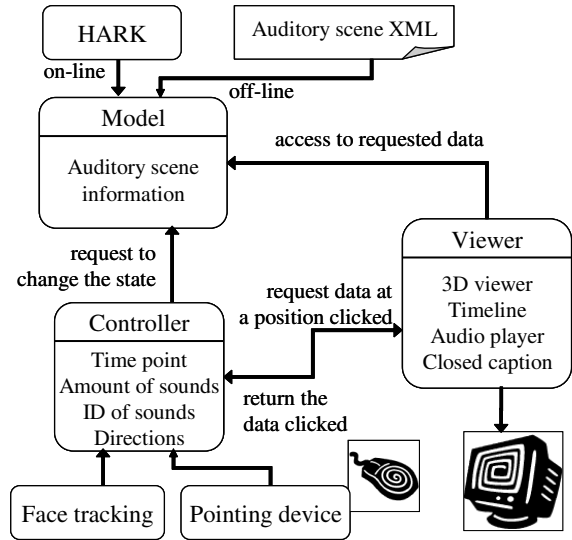 HARK
Auditory scene XML
on-line
off-line
Model
Auditory scene
information
access to requested data
Viewer
3D viewer
Timeline
Audio player
Closed caption
request to
change the state
request data at
a position clicked
Controller
Time point
Amount of sounds
ID of sounds
Directions
return the
data clicked
Face tracking
Pointing device